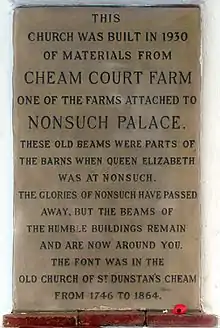 THIS
CHURCH WAS BUILT IN 1930
OF MATERIALS FROM
CHEAM COURT FARM
ONE OF THE FARMS ATTACHED TO
NONSUCH PALACE.
THESE OLD BEAMS WERE PARTS OF
THE BARNS WHEN QUEEN ELIZABETH
WAS AT NONSUCH.
THE GLORIES OF NONSUCH HAVE PASSED
AWAY, BUT THE BEAMS OF
THE HUMBLE BUILDINGS REMAIN
AND ARE NOW AROUND YOU.
THE FONT WAS IN THE
OLD CHURCH OF ST DUNSTAN'S CHEAM
FROM 1746 TO 1864.